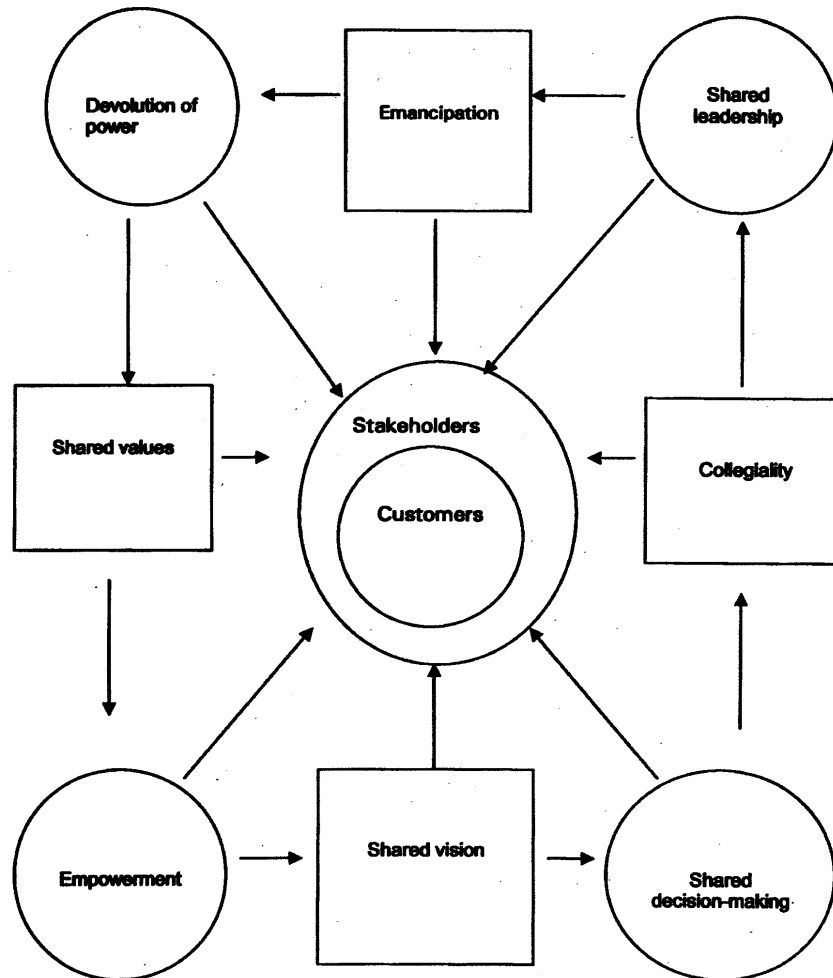 Devolution of
power
Emancipation
Shared
leadership
Shared values
Stakeholders
Customers
Collegiality
Empowerment
Shared vision
Shared
decision-making